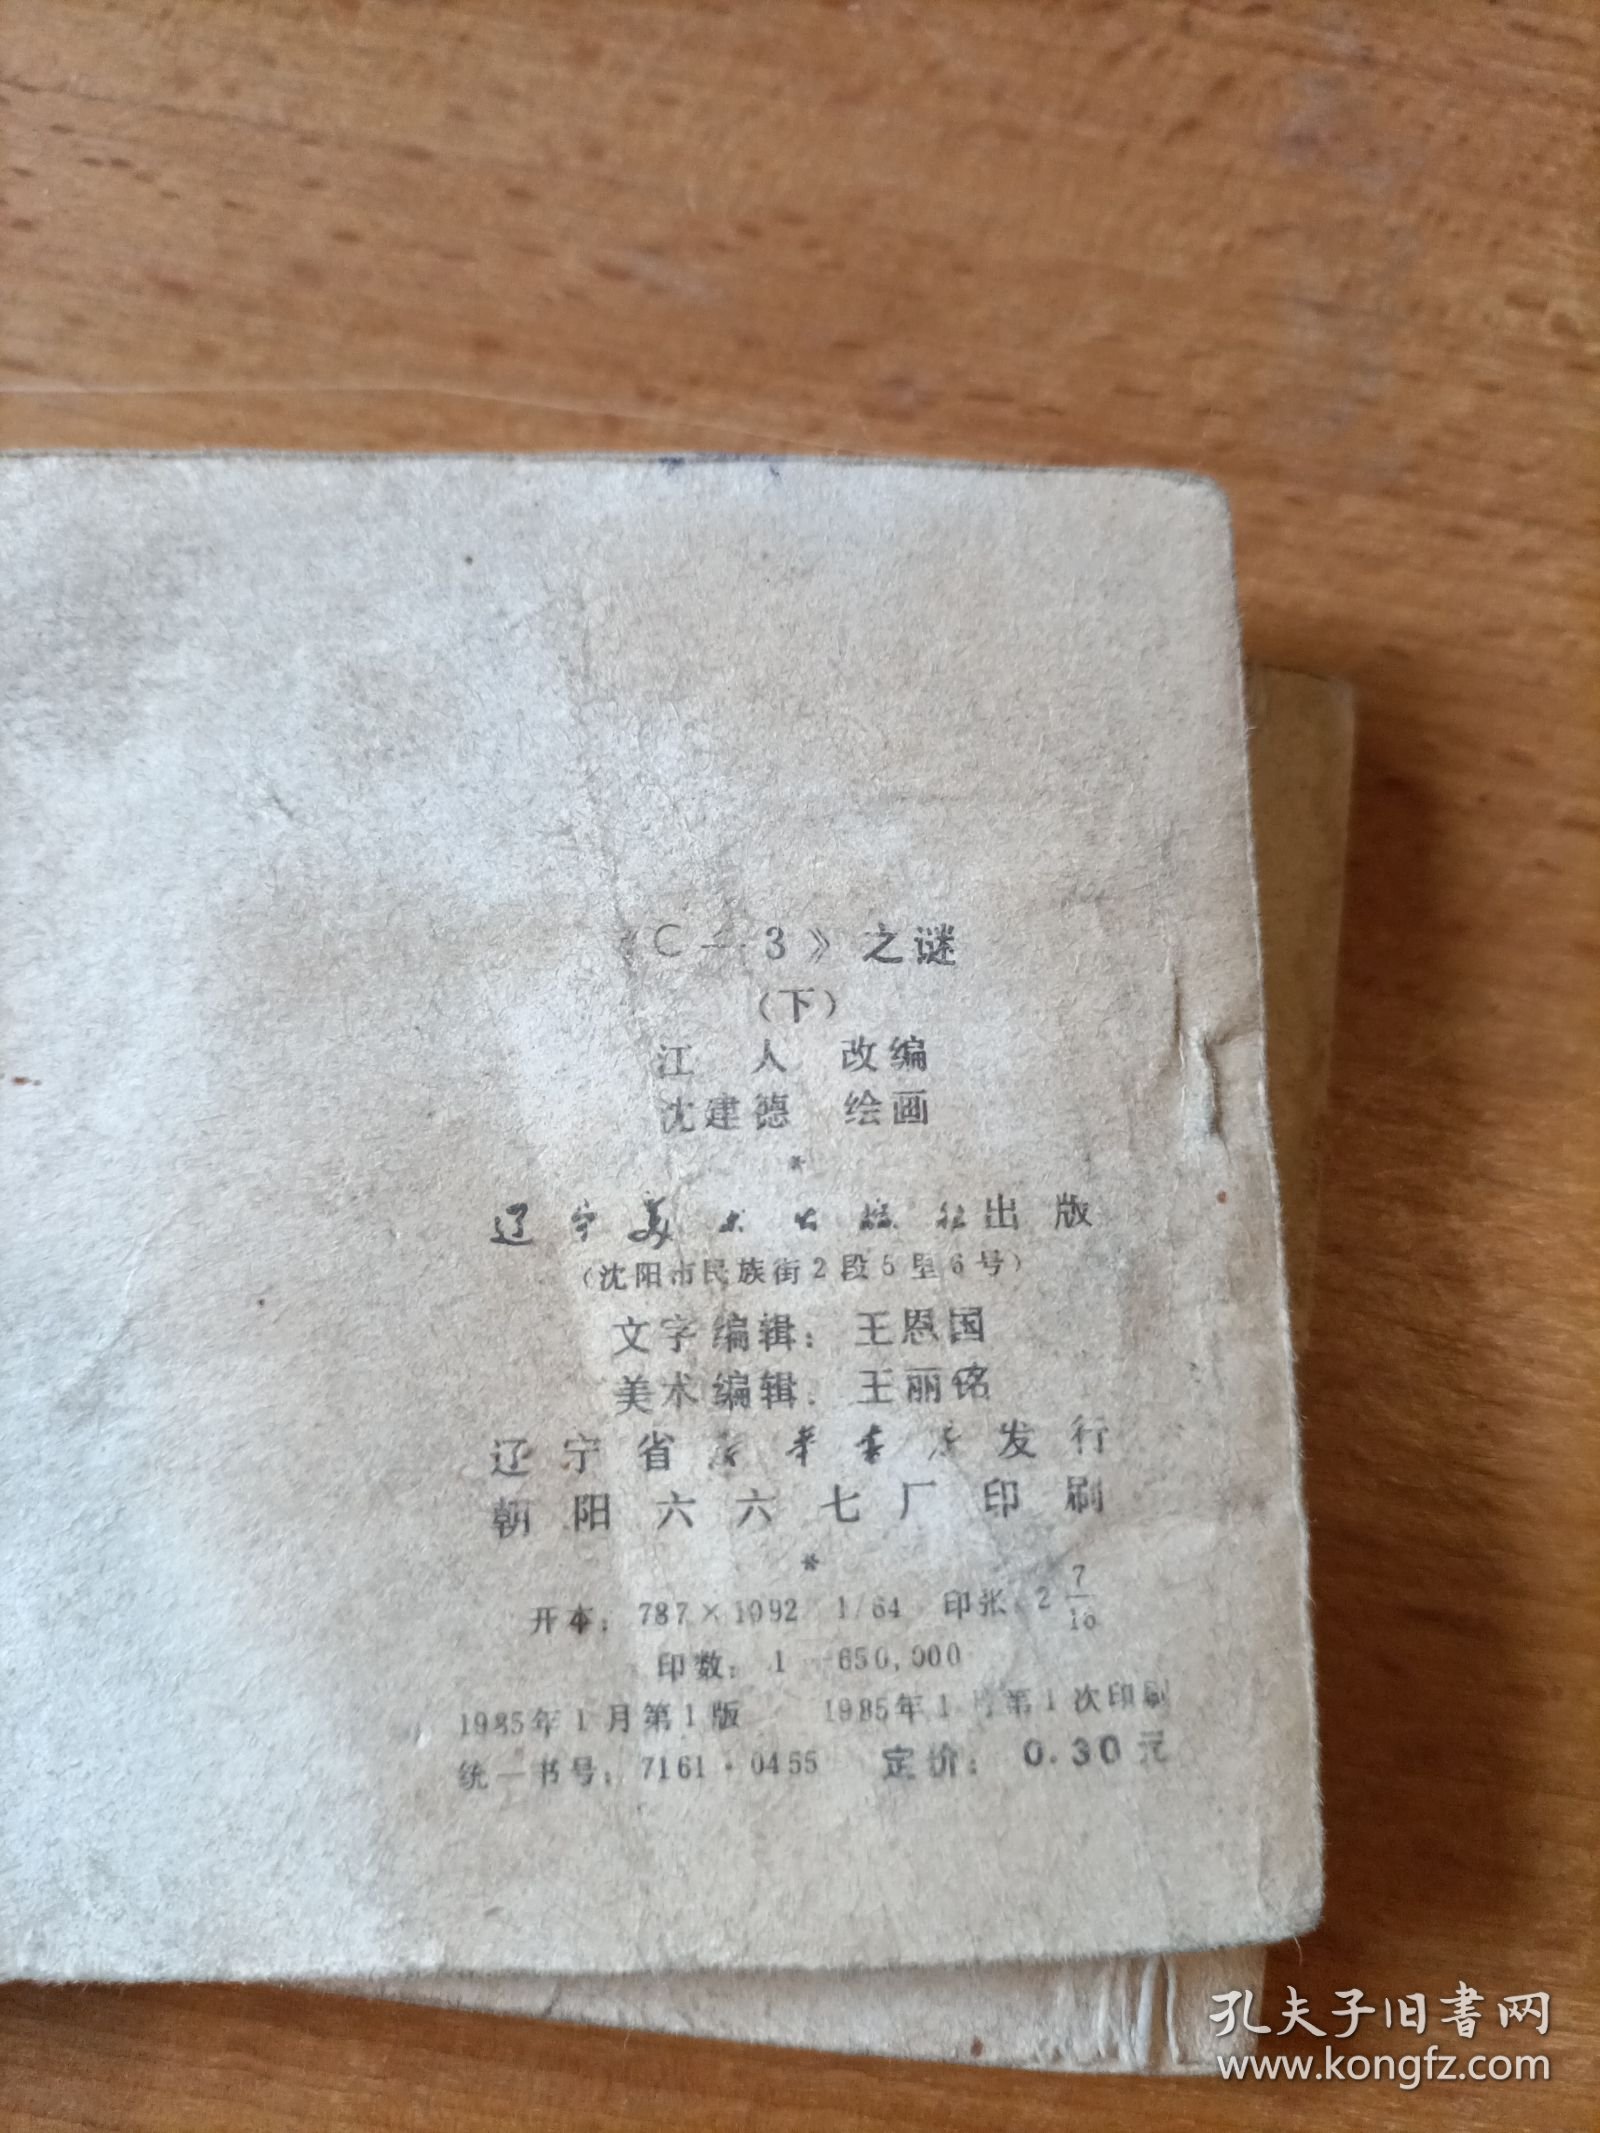 《C—3》之谜
（下）
江 人 改编
沈建德 绘画
*
辽宁美术出版社出版
（沈阳市民族街2段5里6号）
文字编辑：王恩国
美术编辑：王丽铭
辽宁省新华书店发行
朝阳六六七厂印刷
*
开本：787×1092 1/64 印张：2 7/16
印数：1—650,000
1985年1月第1版 1985年1月第1次印刷
统一书号：7161·0455 定价：0.30元
孔夫子旧書网
www.kongfz.com